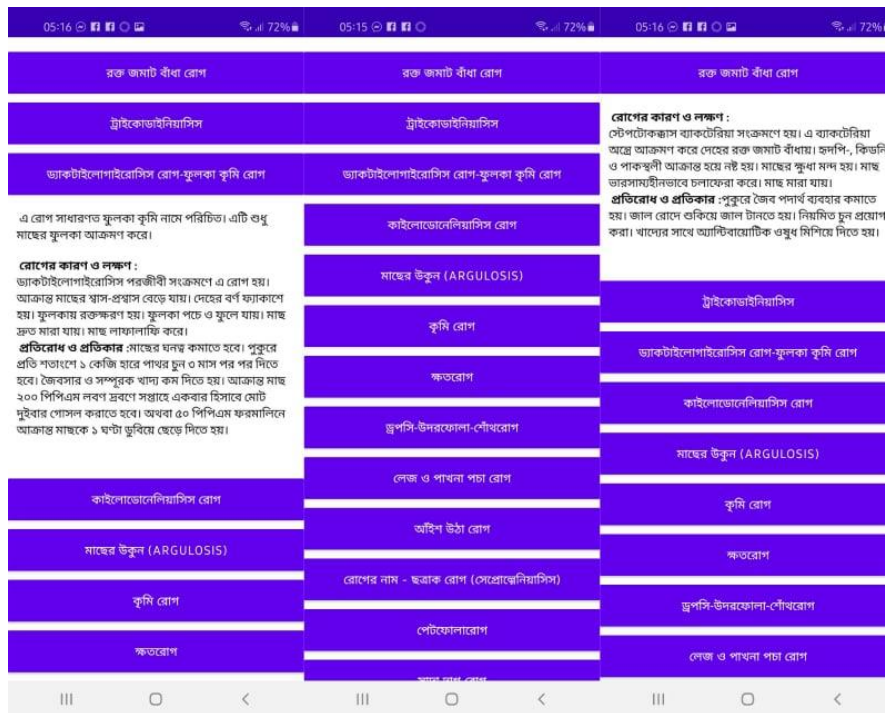 05:16
72%
রক্ত জমাট বাঁধা রোগ
ট্রাইকোডাইনিয়াসিস
ড্যাকটাইলোগাইরোসিস রোগ-ফুলকা কৃমি রোগ
এ রোগ সাধারণত ফুলকা কৃমি নামে পরিচিত। এটি শুধু
মাছের ফুলকা আক্রমণ করে।
রোগের কারণ ও লক্ষণ :
ড্যাকটাইলোগাইরোসিস পরজীবী সংক্রমণে এ রোগ হয়।
আক্রান্ত মাছের শ্বাস-প্রশ্বাস বেড়ে যায়। দেহের বর্ণ ফ্যাকাশে
হয়। ফুলকায় রক্তক্ষরণ হয়। ফুলকা পচে ও ফুলে যায়। মাছ
দ্রুত মারা যায়। মাছ লাফালাফি করে।
প্রতিরোধ ও প্রতিকার :মাছের ঘনত্ব কমাতে হবে। পুকুরে
প্রতি শতাংশে ১ কেজি হারে পাথর চুন ৩ মাস পর পর দিতে
হবে। জৈবসার ও সম্পূরক খাদ্য কম দিতে হয়। আক্রান্ত মাছ
২০০ পিপিএম লবণ দ্রবণে সপ্তাহে একবার হিসাবে মোট
দুইবার গোসল করাতে হবে। অথবা ৫০ পিপিএম ফরমালিনে
আক্রান্ত মাছকে ১ ঘণ্টা ডুবিয়ে ছেড়ে দিতে হয়।
কাইলোডোনেলিয়াসিস রোগ
মাছের উকুন (ARGULOSIS)
কৃমি রোগ
ক্ষতরোগ
05:15
72%
রক্ত জমাট বাঁধা রোগ
ট্রাইকোডাইনিয়াসিস
ড্যাকটাইলোগাইরোসিস রোগ-ফুলকা কৃমি রোগ
কাইলোডোনেলিয়াসিস রোগ
মাছের উকুন (ARGULOSIS)
কৃমি রোগ
ক্ষতরোগ
ড্রপসি-উদরফোলা-শোঁথরোগ
লেজ ও পাখনা পচা রোগ
আঁইশ উঠা রোগ
রোগের নাম - ছত্রাক রোগ (সেপ্রোল্গেনিয়াসিস)
পেটফোলারোগ
05:16
72%
রক্ত জমাট বাঁধা রোগ
রোগের কারণ ও লক্ষণ :
স্টেপটোকক্কাস ব্যাকটেরিয়া সংক্রমণে হয়। এ ব্যাকটেরিয়া
অন্ত্রে আক্রমণ করে দেহের রক্ত জমাট বাঁধায়। হৃদপি-, কিডনি
ও পাকস্থলী আক্রান্ত হয়ে নষ্ট হয়। মাছের ক্ষুধা মন্দ হয়। মাছ
ভারসাম্যহীনভাবে চলাফেরা করে। মাছ মারা যায়।
প্রতিরোধ ও প্রতিকার :পুকুরে জৈব পদার্থ ব্যবহার কমাতে
হয়। জাল রোদে শুকিয়ে জাল টানতে হয়। নিয়মিত চুন প্রয়োগ
করা। খাদ্যের সাথে অ্যান্টিবায়োটিক ওষুধ মিশিয়ে দিতে হয়।
ট্রাইকোডাইনিয়াসিস
ড্যাকটাইলোগাইরোসিস রোগ-ফুলকা কৃমি রোগ
কাইলোডোনেলিয়াসিস রোগ
মাছের উকুন (ARGULOSIS)
কৃমি রোগ
ক্ষতরোগ
ড্রপসি-উদরফোলা-শোঁথরোগ
লেজ ও পাখনা পচা রোগ